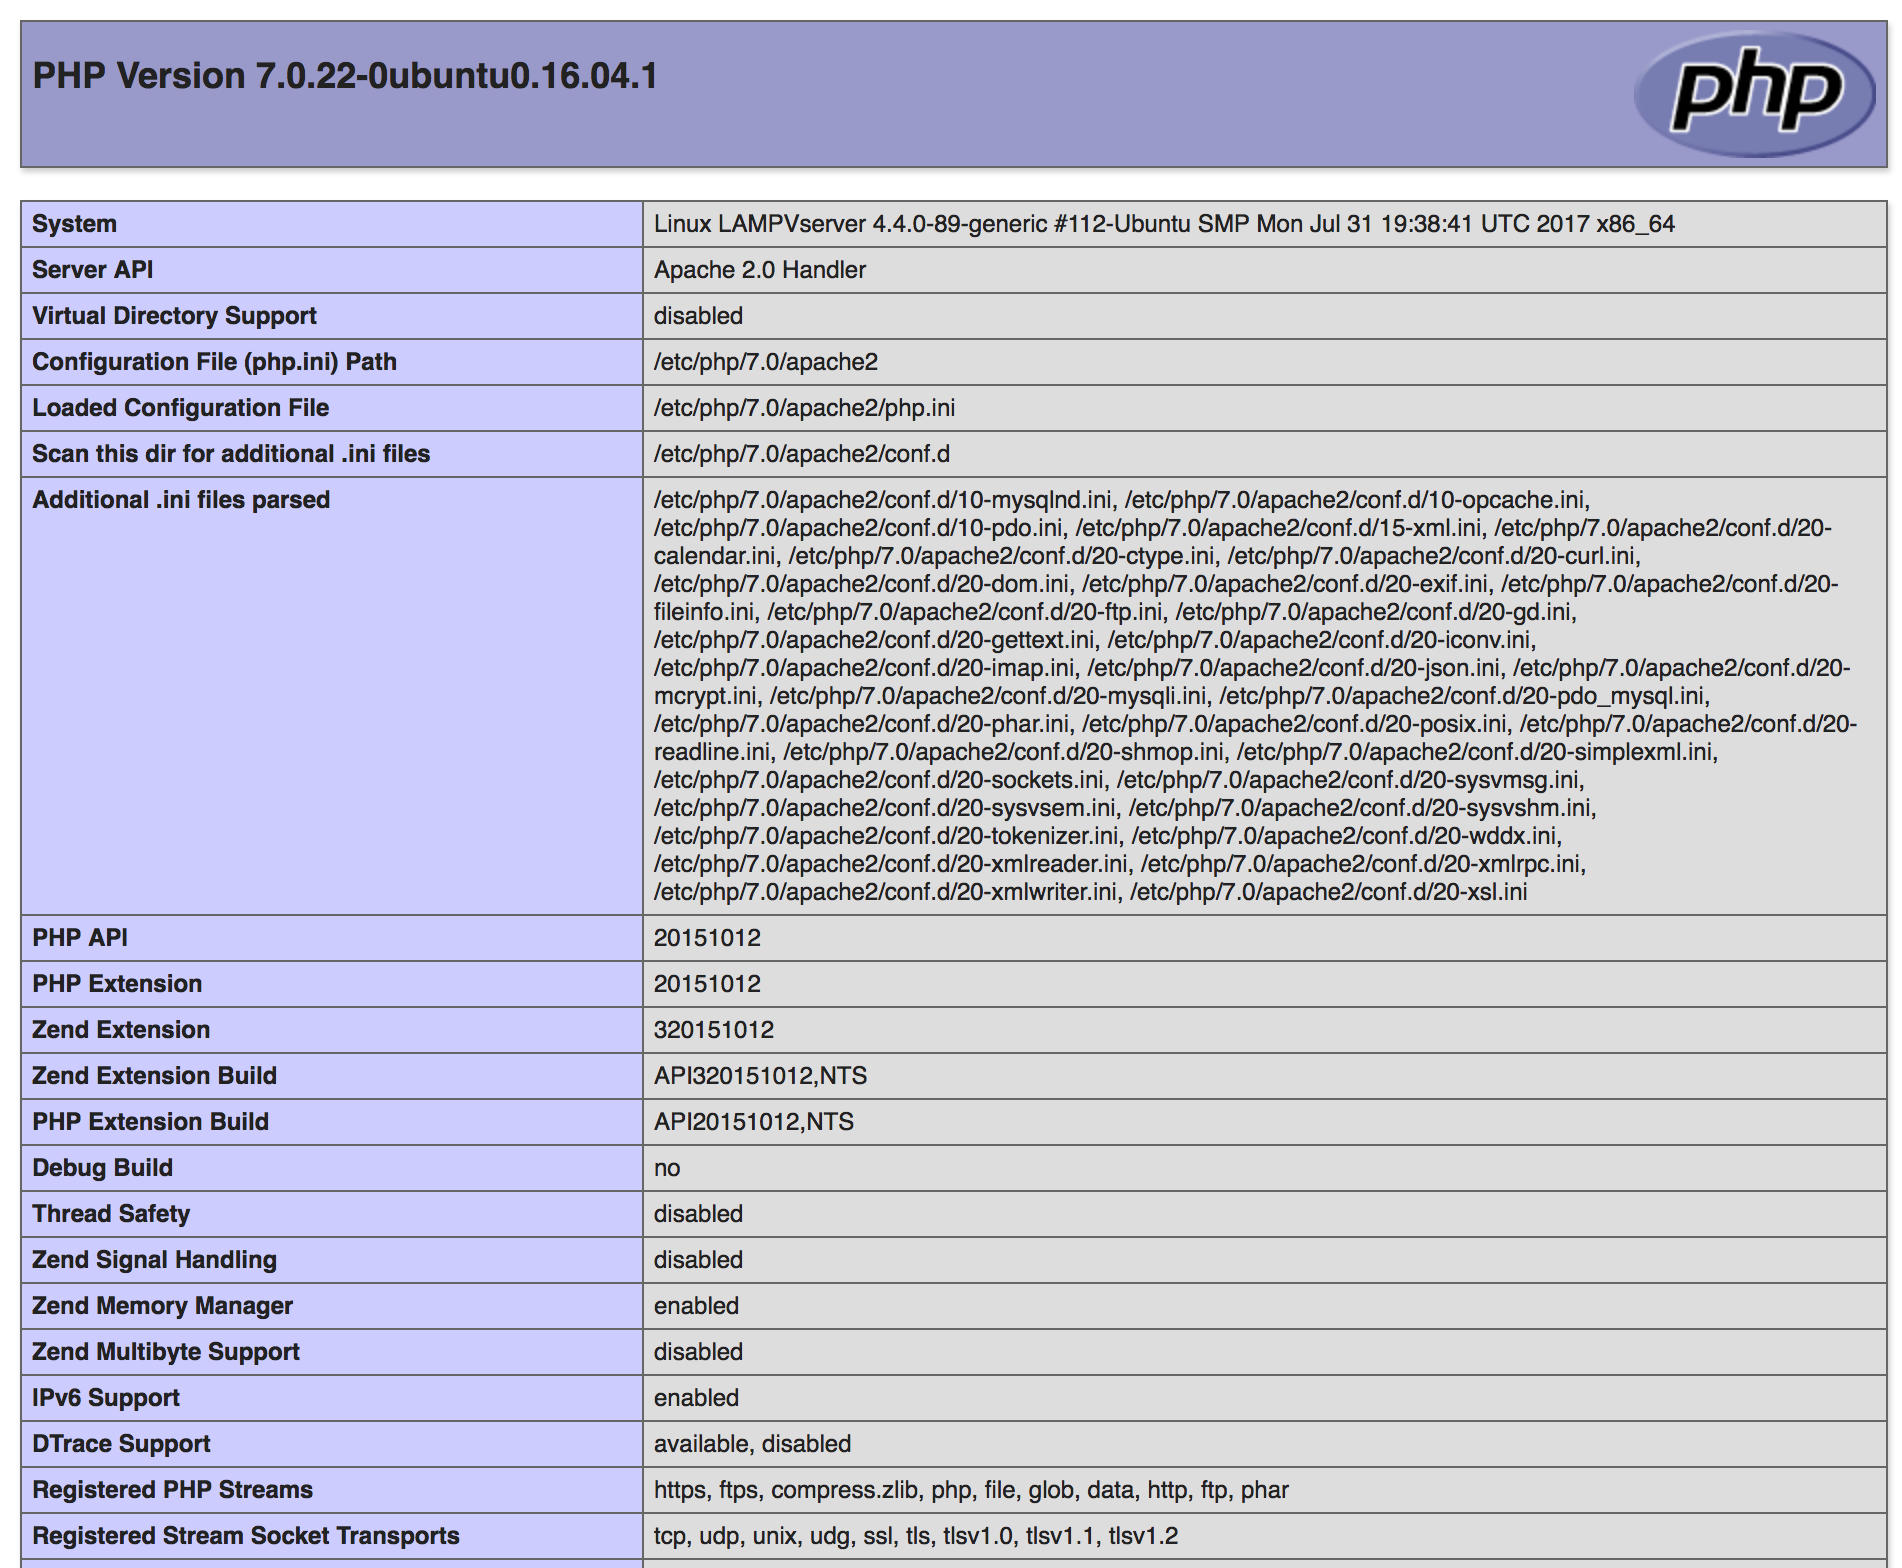 PHP Version 7.0.22-0ubuntu0.16.04.1
php
System Linux LAMPVserver 4.4.0-89-generic #112-Ubuntu SMP Mon Jul 31 19:38:41 UTC 2017 x86_64
Server API Apache 2.0 Handler
Virtual Directory Support disabled
Configuration File (php.ini) Path /etc/php/7.0/apache2
Loaded Configuration File /etc/php/7.0/apache2/php.ini
Scan this dir for additional .ini files /etc/php/7.0/apache2/conf.d
Additional .ini files parsed /etc/php/7.0/apache2/conf.d/10-mysqlnd.ini, /etc/php/7.0/apache2/conf.d/10-opcache.ini,
/etc/php/7.0/apache2/conf.d/10-pdo.ini, /etc/php/7.0/apache2/conf.d/15-xml.ini, /etc/php/7.0/apache2/conf.d/20-
calendar.ini, /etc/php/7.0/apache2/conf.d/20-ctype.ini, /etc/php/7.0/apache2/conf.d/20-curl.ini,
/etc/php/7.0/apache2/conf.d/20-dom.ini, /etc/php/7.0/apache2/conf.d/20-exif.ini, /etc/php/7.0/apache2/conf.d/20-
fileinfo.ini, /etc/php/7.0/apache2/conf.d/20-ftp.ini, /etc/php/7.0/apache2/conf.d/20-gd.ini,
/etc/php/7.0/apache2/conf.d/20-gettext.ini, /etc/php/7.0/apache2/conf.d/20-iconv.ini,
/etc/php/7.0/apache2/conf.d/20-imap.ini, /etc/php/7.0/apache2/conf.d/20-json.ini, /etc/php/7.0/apache2/conf.d/20-
mcrypt.ini, /etc/php/7.0/apache2/conf.d/20-mysqli.ini, /etc/php/7.0/apache2/conf.d/20-pdo_mysql.ini,
/etc/php/7.0/apache2/conf.d/20-phar.ini, /etc/php/7.0/apache2/conf.d/20-posix.ini, /etc/php/7.0/apache2/conf.d/20-
readline.ini, /etc/php/7.0/apache2/conf.d/20-shmop.ini, /etc/php/7.0/apache2/conf.d/20-simplexml.ini,
/etc/php/7.0/apache2/conf.d/20-sockets.ini, /etc/php/7.0/apache2/conf.d/20-sysvmsg.ini,
/etc/php/7.0/apache2/conf.d/20-sysvsem.ini, /etc/php/7.0/apache2/conf.d/20-sysvshm.ini,
/etc/php/7.0/apache2/conf.d/20-tokenizer.ini, /etc/php/7.0/apache2/conf.d/20-wddx.ini,
/etc/php/7.0/apache2/conf.d/20-xmlreader.ini, /etc/php/7.0/apache2/conf.d/20-xmlrpc.ini,
/etc/php/7.0/apache2/conf.d/20-xmlwriter.ini, /etc/php/7.0/apache2/conf.d/20-xsl.ini
PHP API 20151012
PHP Extension 20151012
Zend Extension 320151012
Zend Extension Build API320151012,NTS
PHP Extension Build API20151012,NTS
Debug Build no
Thread Safety disabled
Zend Signal Handling disabled
Zend Memory Manager enabled
Zend Multibyte Support disabled
IPv6 Support enabled
DTrace Support available, disabled
Registered PHP Streams https, ftps, compress.zlib, php, file, glob, data, http, ftp, phar
Registered Stream Socket Transports tcp, udp, unix, udg, ssl, tls, tlsv1.0, tlsv1.1, tlsv1.2